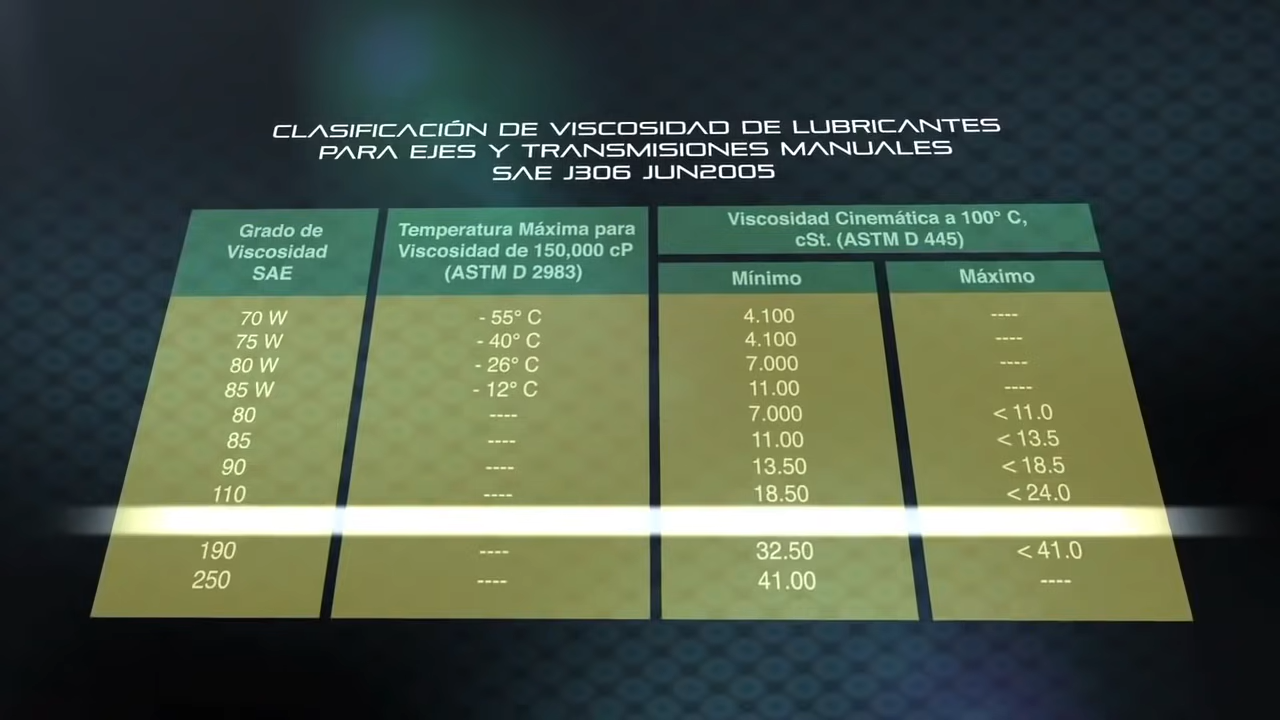 CLASIFICACIÓN DE VISCOSIDAD DE LUBRICANTES
PARA EJES Y TRANSMISIONES MANUALES
SAE J306 JUN2005
Grado de Viscosidad SAE | Temperatura Máxima para Viscosidad de 150,000 cP (ASTM D 2983) | Viscosidad Cinemática a 100° C, cSt. (ASTM D 445)
Mínimo Máximo
70 W - 55° C 4.100 ----
75 W - 40° C 4.100 ----
80 W - 26° C 7.000 ----
85 W - 12° C 11.00 ----
80 ---- 7.000 < 11.0
85 ---- 11.00 < 13.5
90 ---- 13.50 < 18.5
110 ---- 18.50 < 24.0
190 ---- 32.50 < 41.0
250 ---- 41.00 ----